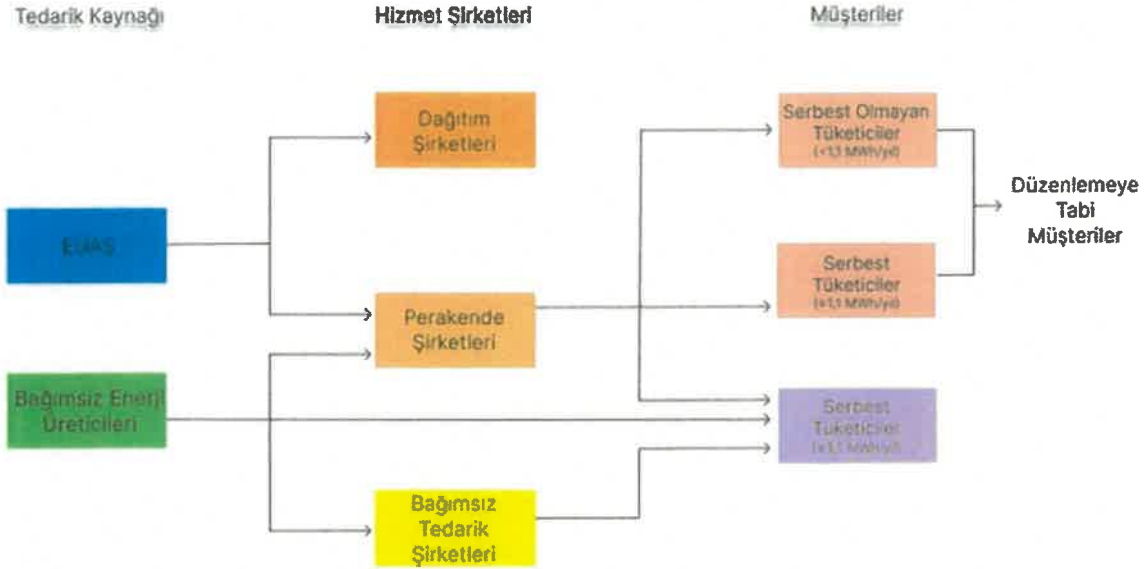 Tedarik Kaynağı
Hizmet Şirketleri
Müşteriler
Dağıtım
Şirketleri
Serbest Olmayan
Tüketiciler
(<1,1 MWh/yıl)
Düzenlemeye
Tabi
Müşteriler
EÜAŞ
Serbest
Tüketiciler
Perakende
Şirketleri
Bağımsız Enerji
Üreticileri
Serbest
Tüketiciler
Bağımsız
Tedarik
Şirketleri